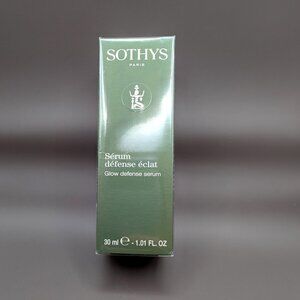 SOTHYS
PARIS
Sérum
défense éclat
Glow defense serum
30 ml ℮ - 1.01 FL. OZ